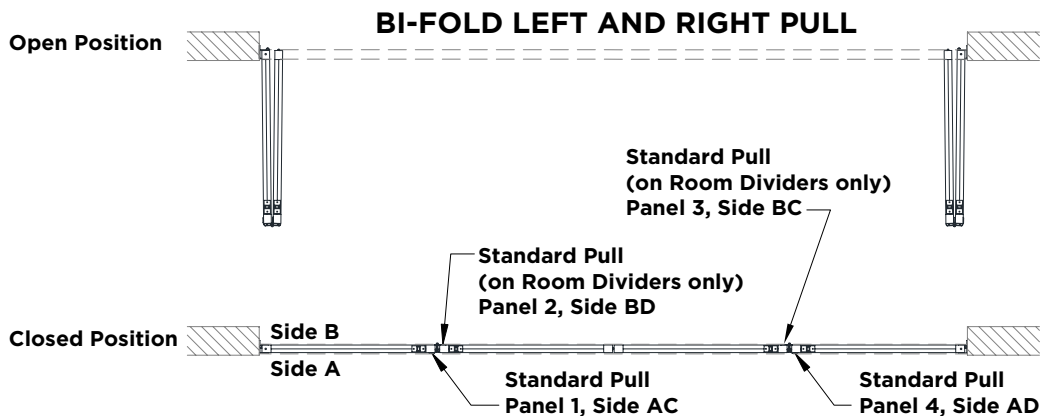 BI-FOLD LEFT AND RIGHT PULL
Open Position
Standard Pull
(on Room Dividers only)
Panel 3, Side BC
Standard Pull
(on Room Dividers only)
Panel 2, Side BD
Closed Position
Side B
Side A
Standard Pull
Panel 1, Side AC
Standard Pull
Panel 4, Side AD